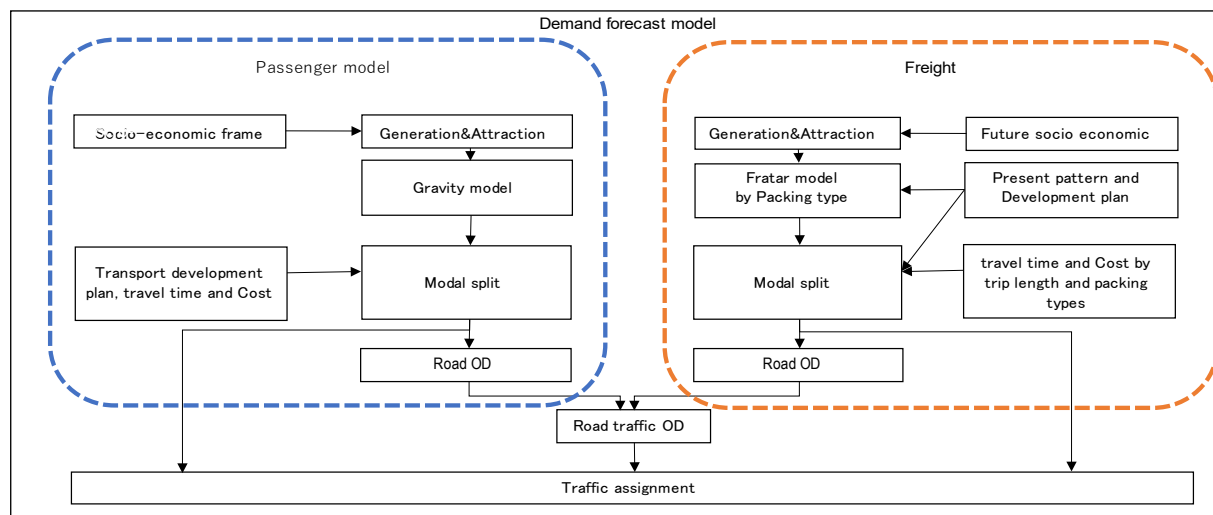 Demand forecast model
Passenger model
Freight
Socio-economic frame
Generation&Attraction
Generation&Attraction
Future socio economic
Gravity model
Fratar model
by Packing type
Present pattern and
Development plan
Transport development
plan, travel time and Cost
Modal split
Modal split
travel time and Cost by
trip length and packing
types
Road OD
Road OD
Road traffic OD
Traffic assignment